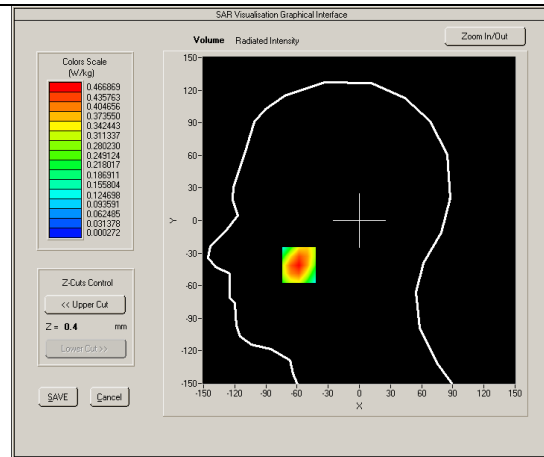 SAR Visualisation Graphical Interface
Volume Radiated Intensity
Zoom In/Out
Colors Scale
(W/kg)
0.466869
0.435763
0.404656
0.373550
0.342443
0.311337
0.280230
0.249124
0.218017
0.186911
0.155804
0.124698
0.093591
0.062485
0.031378
0.000272
Z-Cuts Control
<< Upper Cut
Z = 0.4 mm
Lower Cut >>
SAVE Cancel
150
120
90
60
30
0
-30
-60
-90
-120
-150
Y
-150 -120 -90 -60 -30 0 30 60 90 120 150
X